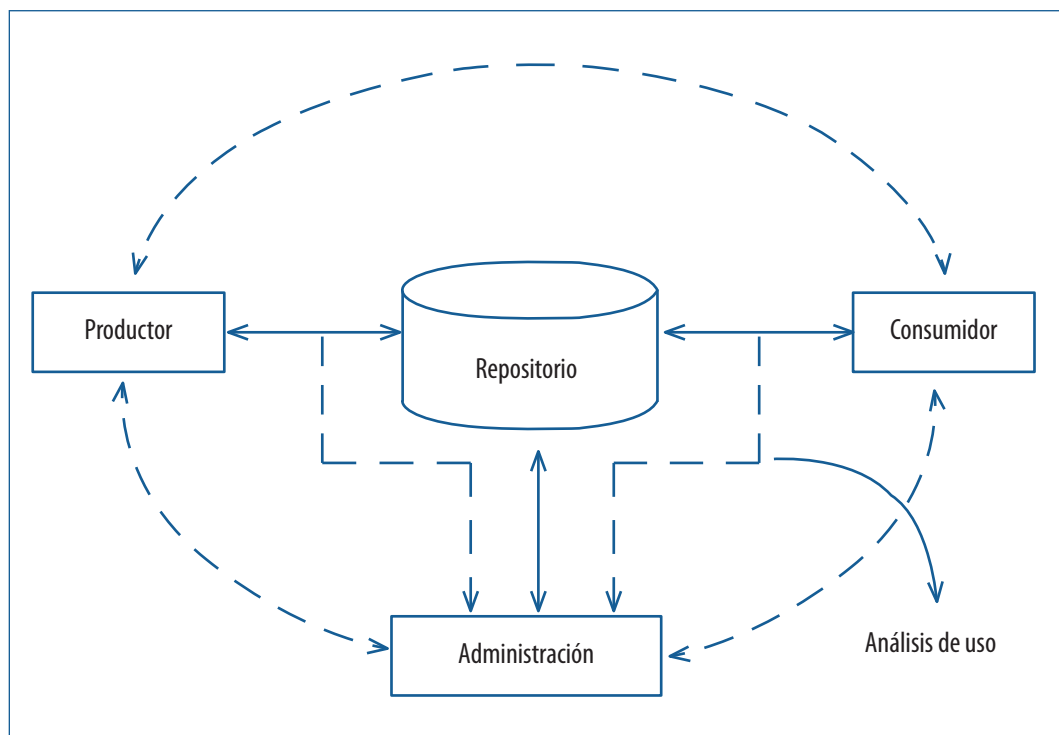 Productor
Repositorio
Consumidor
Administración
Análisis de uso